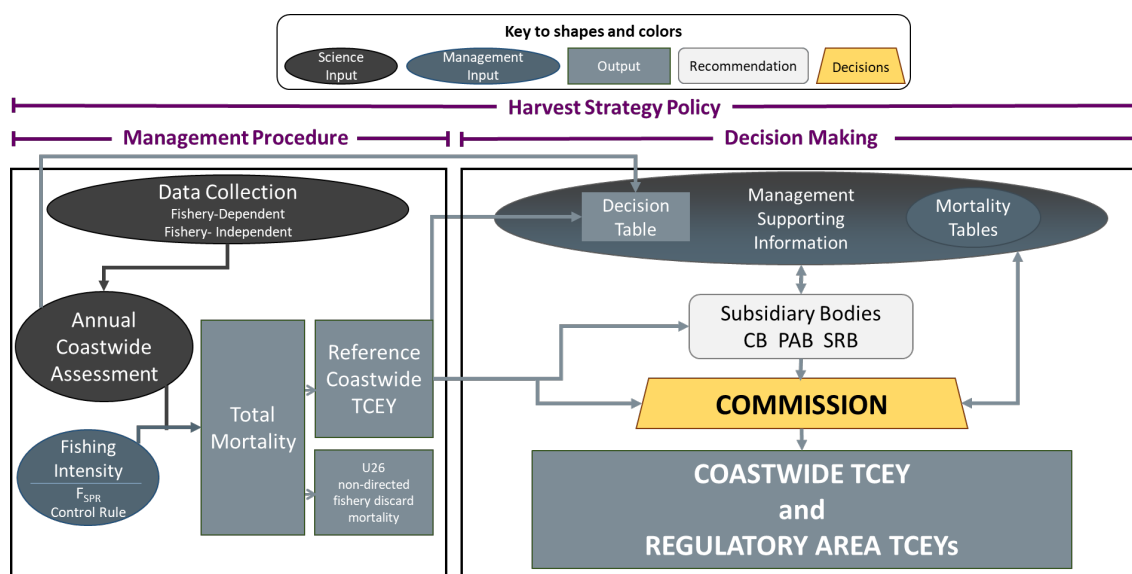 Key to shapes and colors
Science
Input
Management
Input
Output
Recommendation
Decisions
Harvest Strategy Policy
Management Procedure
Decision Making
Data Collection
Fishery-Dependent
Fishery- Independent
Annual
Coastwide
Assessment
Fishing
Intensity
FSPR
Control Rule
Total
Mortality
Reference
Coastwide
TCEY
U26
non-directed
fishery discard
mortality
Decision
Table
Management
Supporting
Information
Mortality
Tables
Subsidiary Bodies
CB PAB SRB
COMMISSION
COASTWIDE TCEY
and
REGULATORY AREA TCEYs